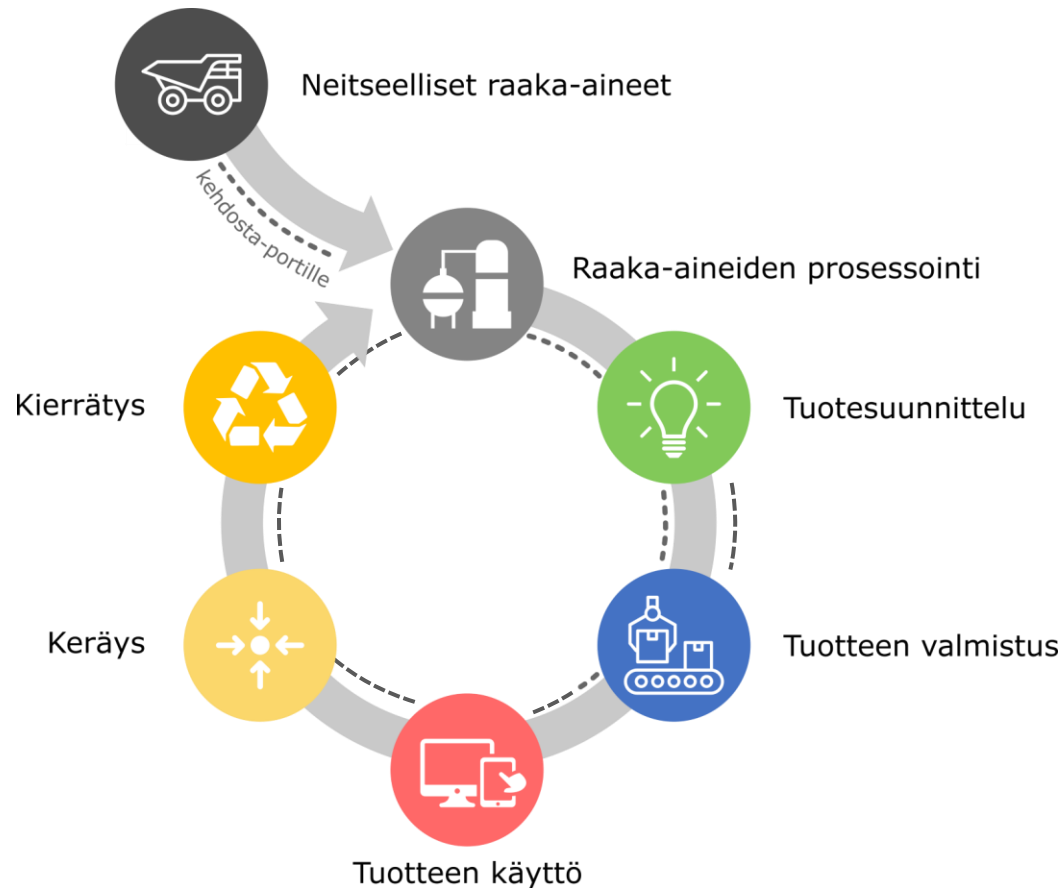 Neitseelliset raaka-aineet
kehdosta-portille
Raaka-aineiden prosessointi
Kierrätys
Tuotesuunnittelu
Keräys
Tuotteen valmistus
Tuotteen käyttö